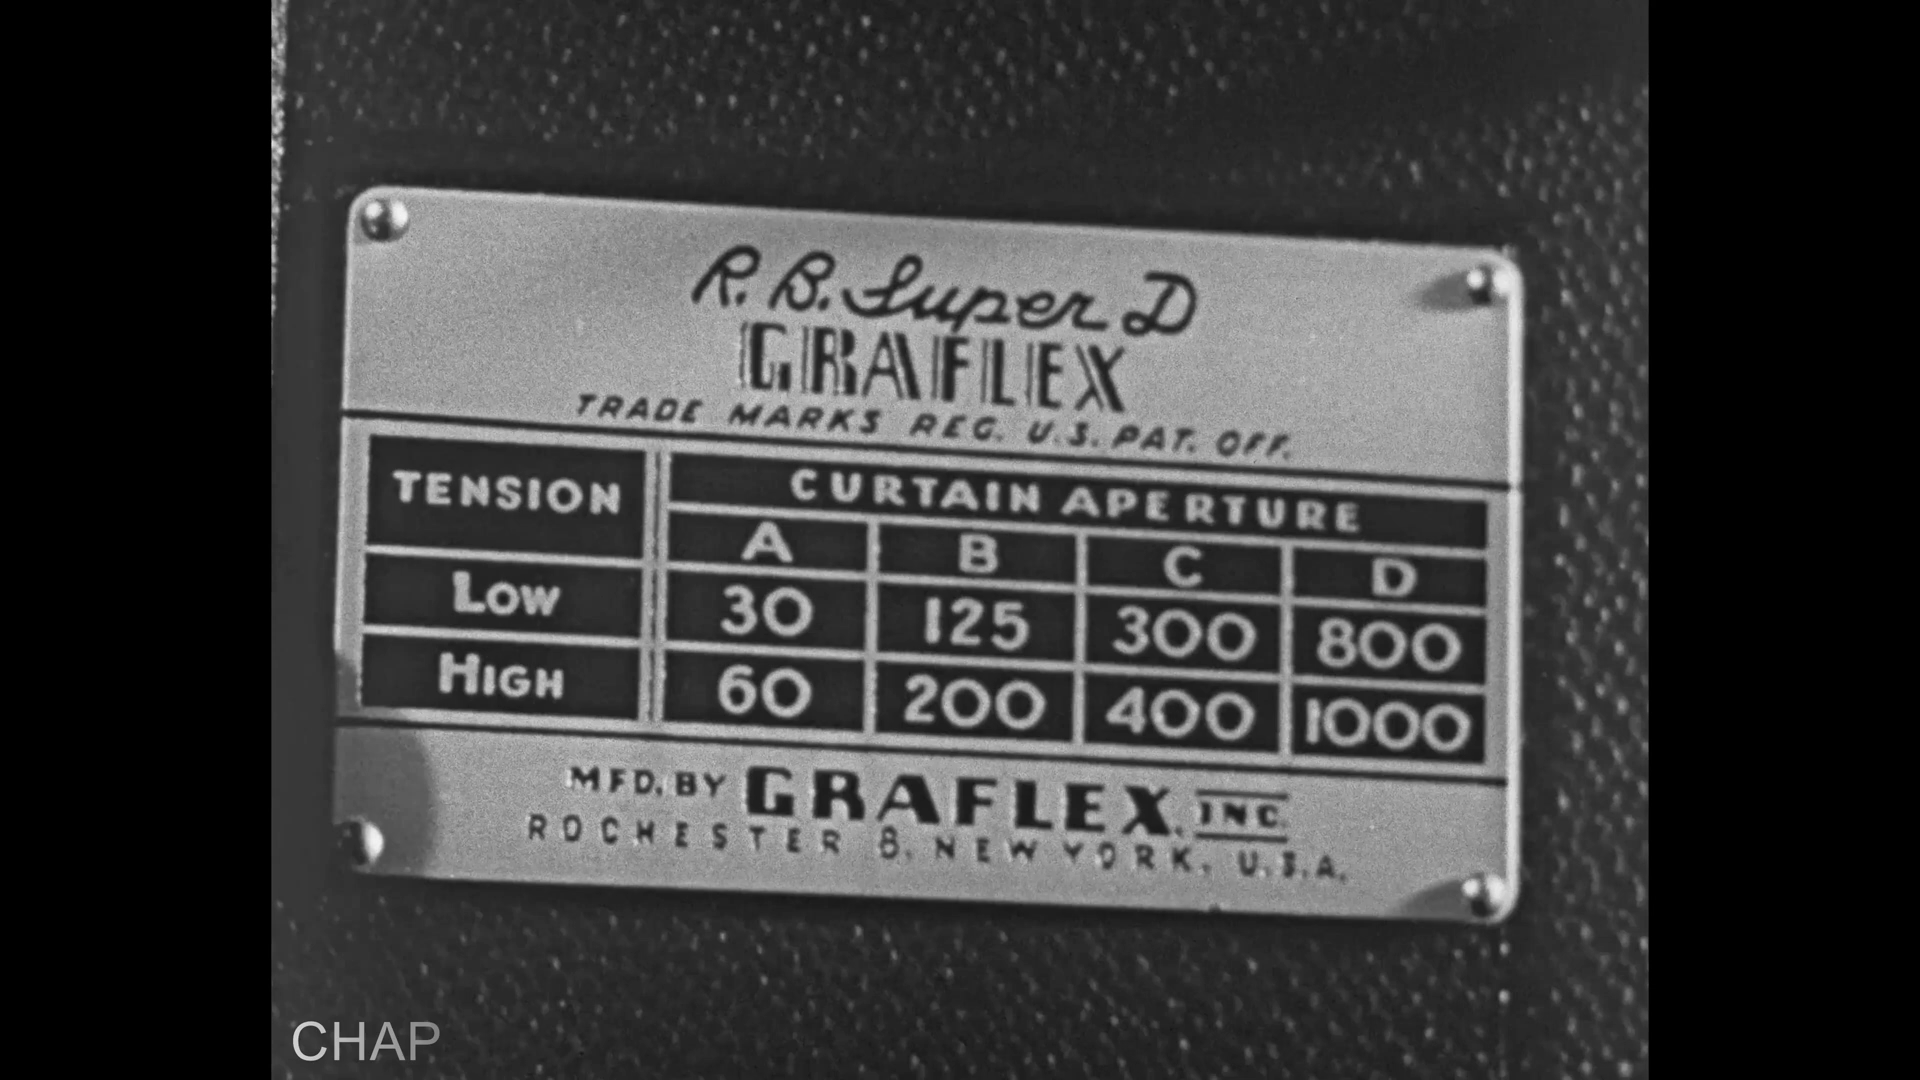 R. B. Super D
GRAFLEX
TRADE MARKS REG. U.S. PAT. OFF.
TENSION CURTAIN APERTURE
A B C D
LOW 30 125 300 800
HIGH 60 200 400 1000
MFD. BY GRAFLEX, INC.
ROCHESTER 8, NEW YORK, U.S.A.
CHAP